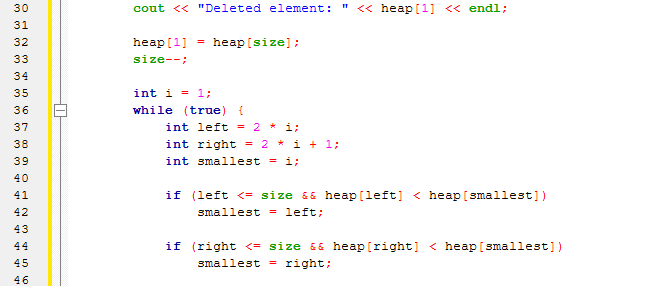 30 cout << "Deleted element: " << heap[1] << endl;
31
32 heap[1] = heap[size];
33 size--;
34
35 int i = 1;
36 while (true) {
37 int left = 2 * i;
38 int right = 2 * i + 1;
39 int smallest = i;
40
41 if (left <= size && heap[left] < heap[smallest])
42 smallest = left;
43
44 if (right <= size && heap[right] < heap[smallest])
45 smallest = right;
46